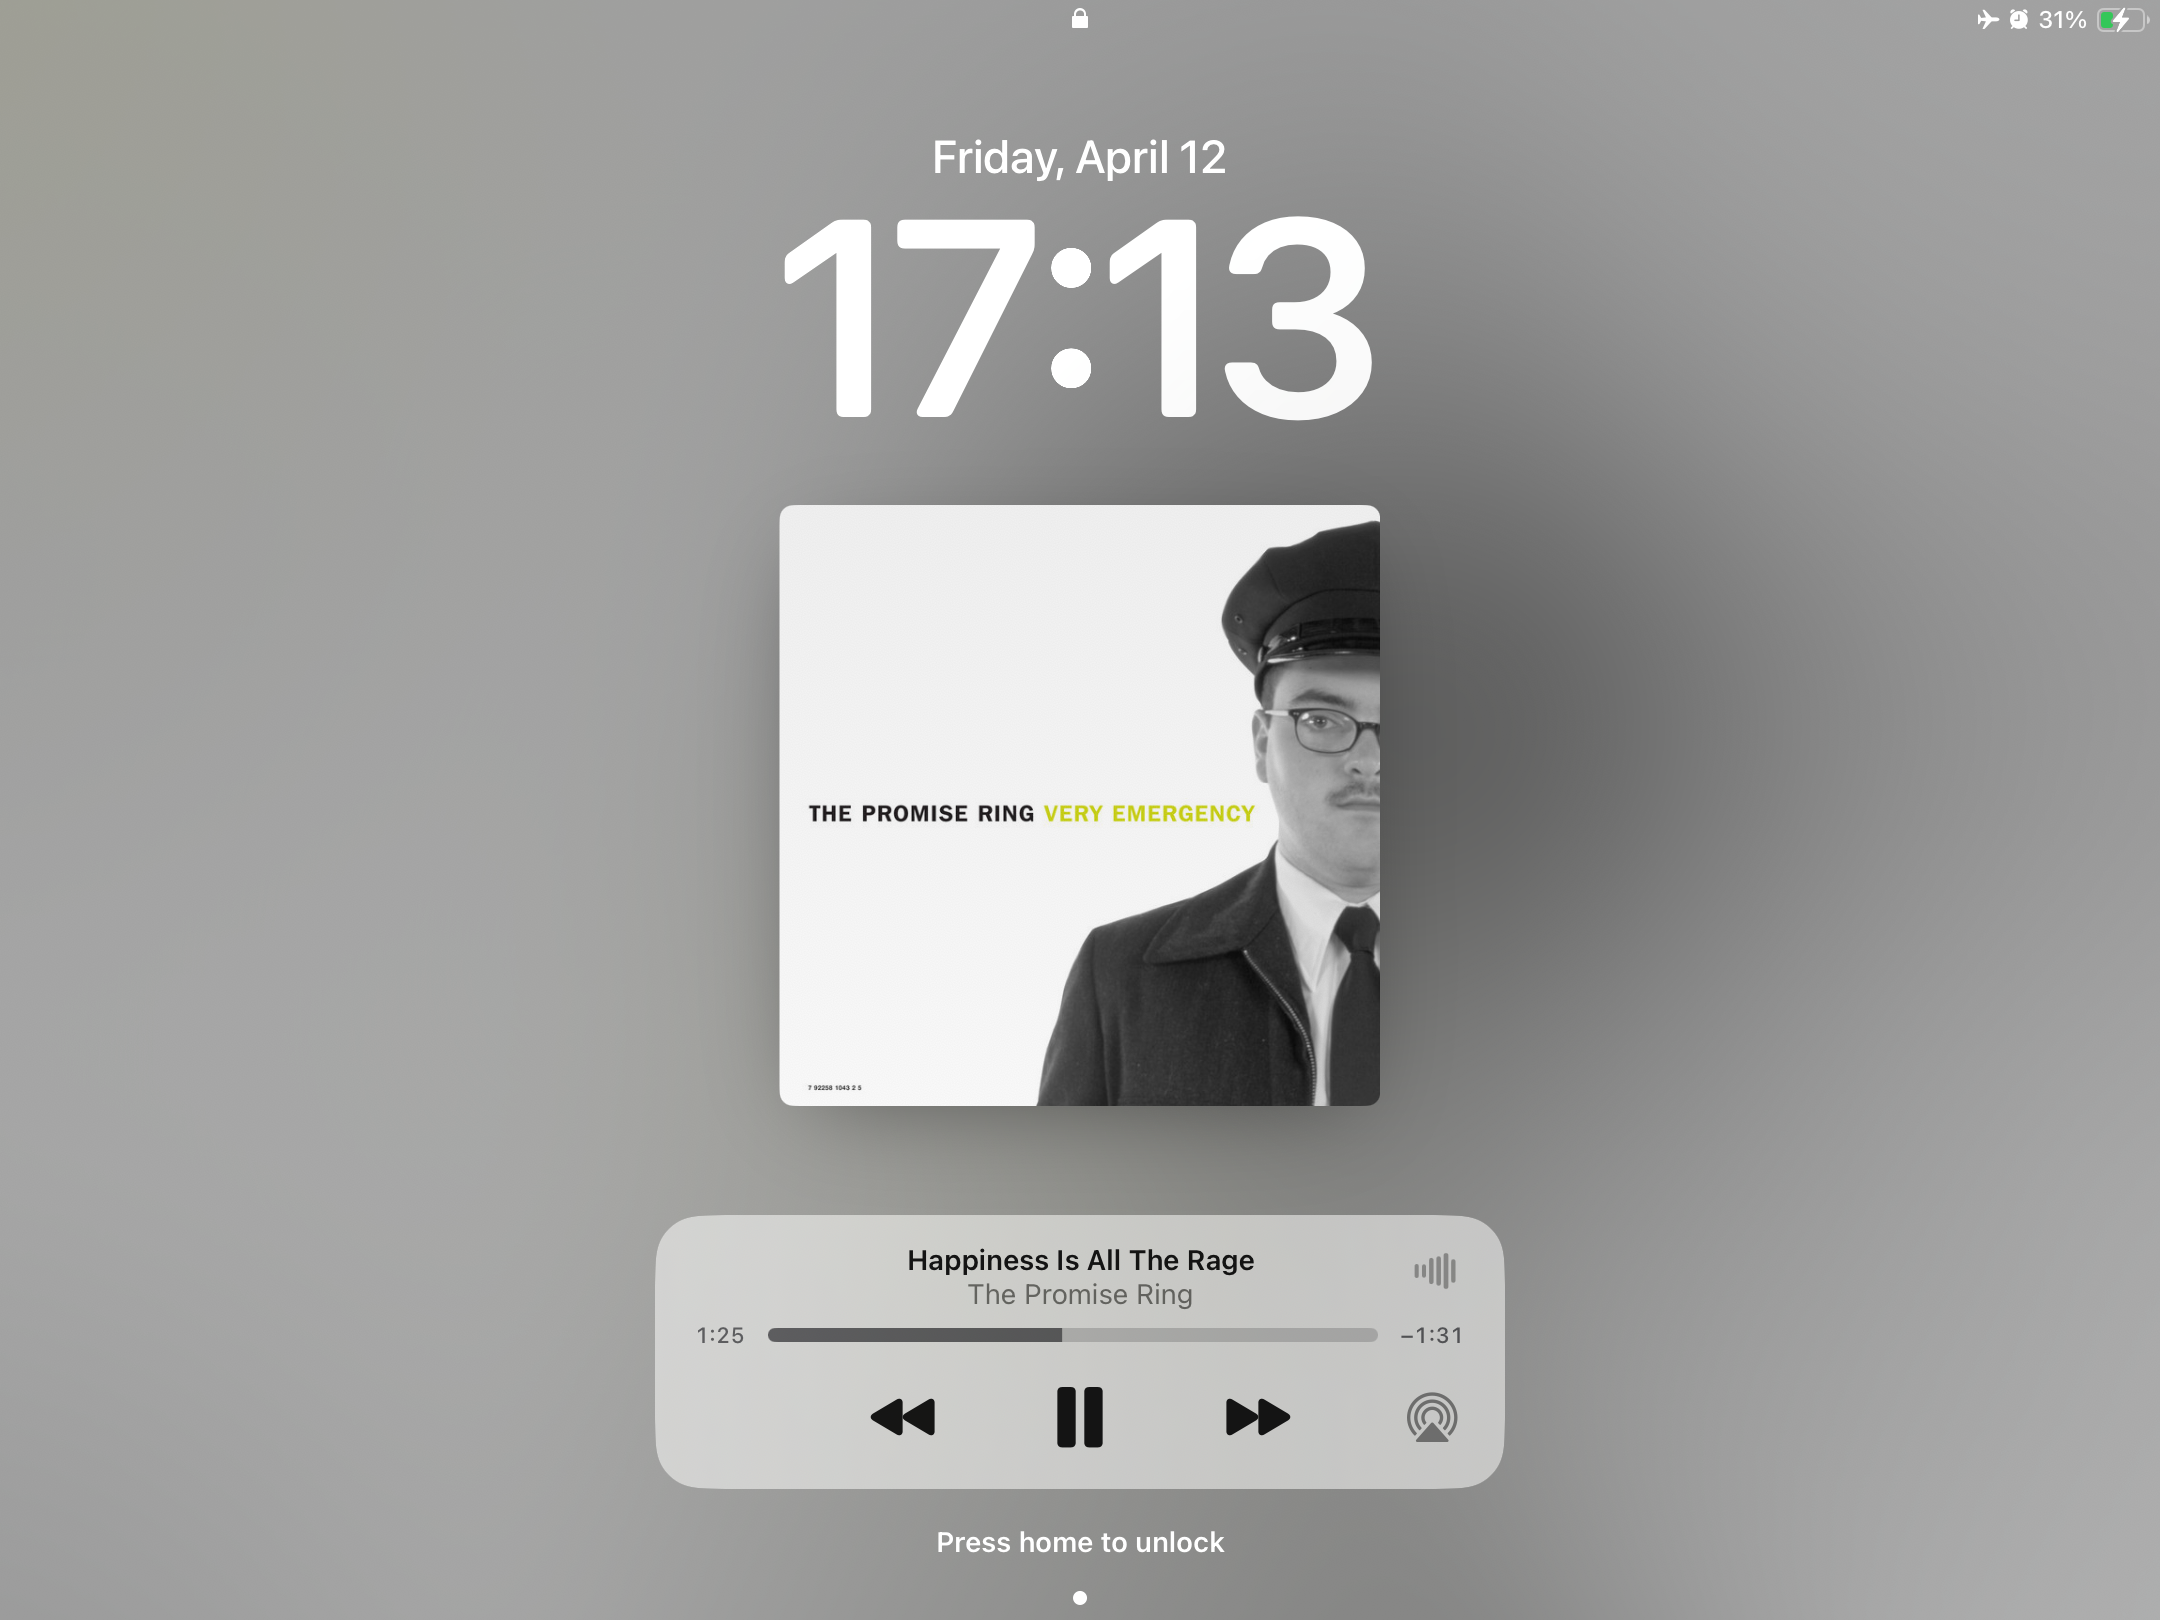 31%
Friday, April 12
17:13
THE PROMISE RING VERY EMERGENCY
7 92258 1043 2 5
Happiness Is All The Rage
The Promise Ring
1:25 −1:31
Press home to unlock